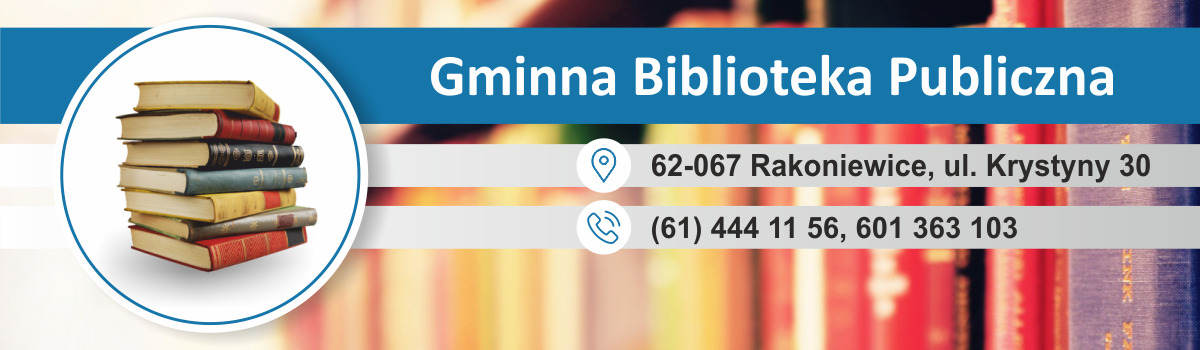 Gminna Biblioteka Publiczna
62-067 Rakoniewice, ul. Krystyny 30
(61) 444 11 56, 601 363 103